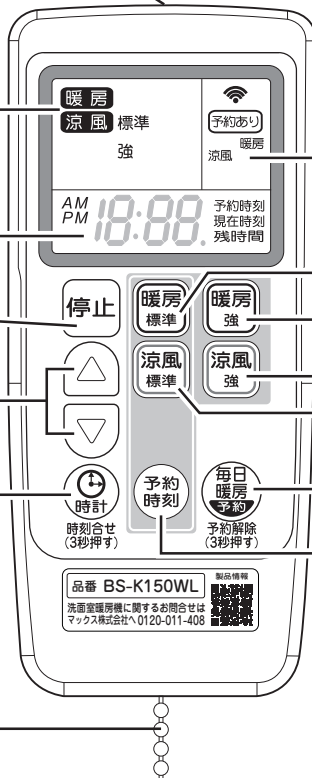 暖房
涼風 標準
強
予約あり
暖房
涼風
AM
PM
18:88.
予約時刻
現在時刻
残時間
停止
暖房
標準
暖房
強
涼風
標準
涼風
強
時計
時刻合せ
(3秒押す)
予約
時刻
毎日
暖房
予約
予約解除
(3秒押す)
品番 BS-K150WL
製品情報
洗面室暖房機に関するお問合せは
マックス株式会社へ 0120-011-408